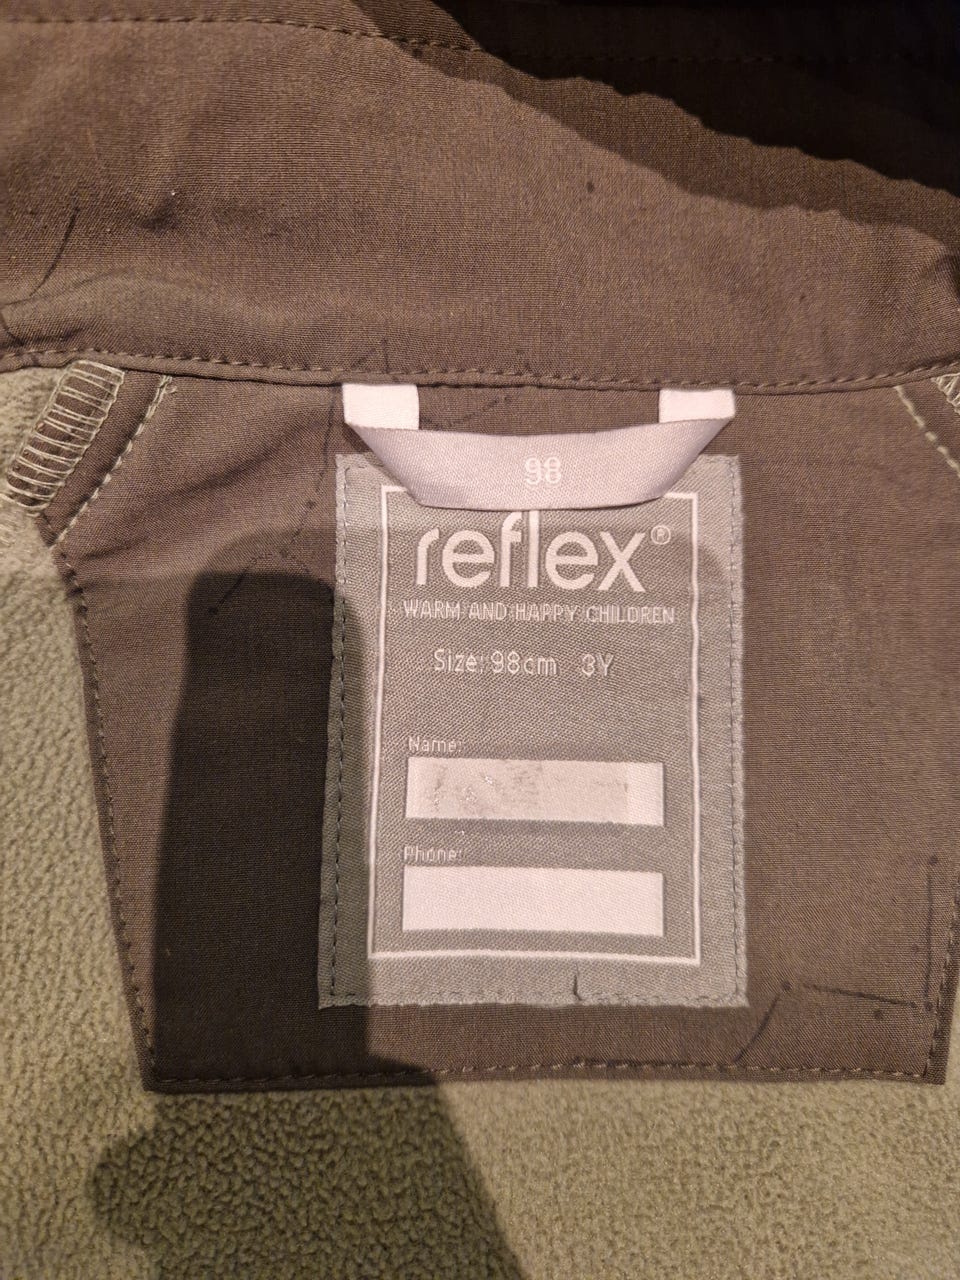 98
reflex®
WARM AND HAPPY CHILDREN
Size: 98cm 3Y
Name:
Phone: